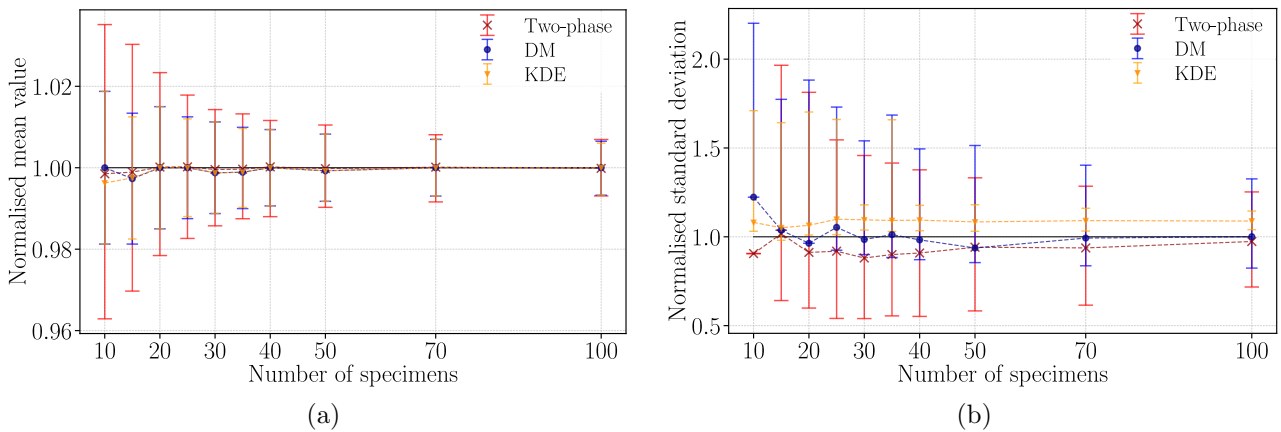 Normalised mean value
1.02
1.00
0.98
0.96
Two-phase
DM
KDE
10
20
30
40
50
70
100
Number of specimens
(a)
Normalised standard deviation
2.0
1.5
1.0
0.5
Two-phase
DM
KDE
10
20
30
40
50
70
100
Number of specimens
(b)